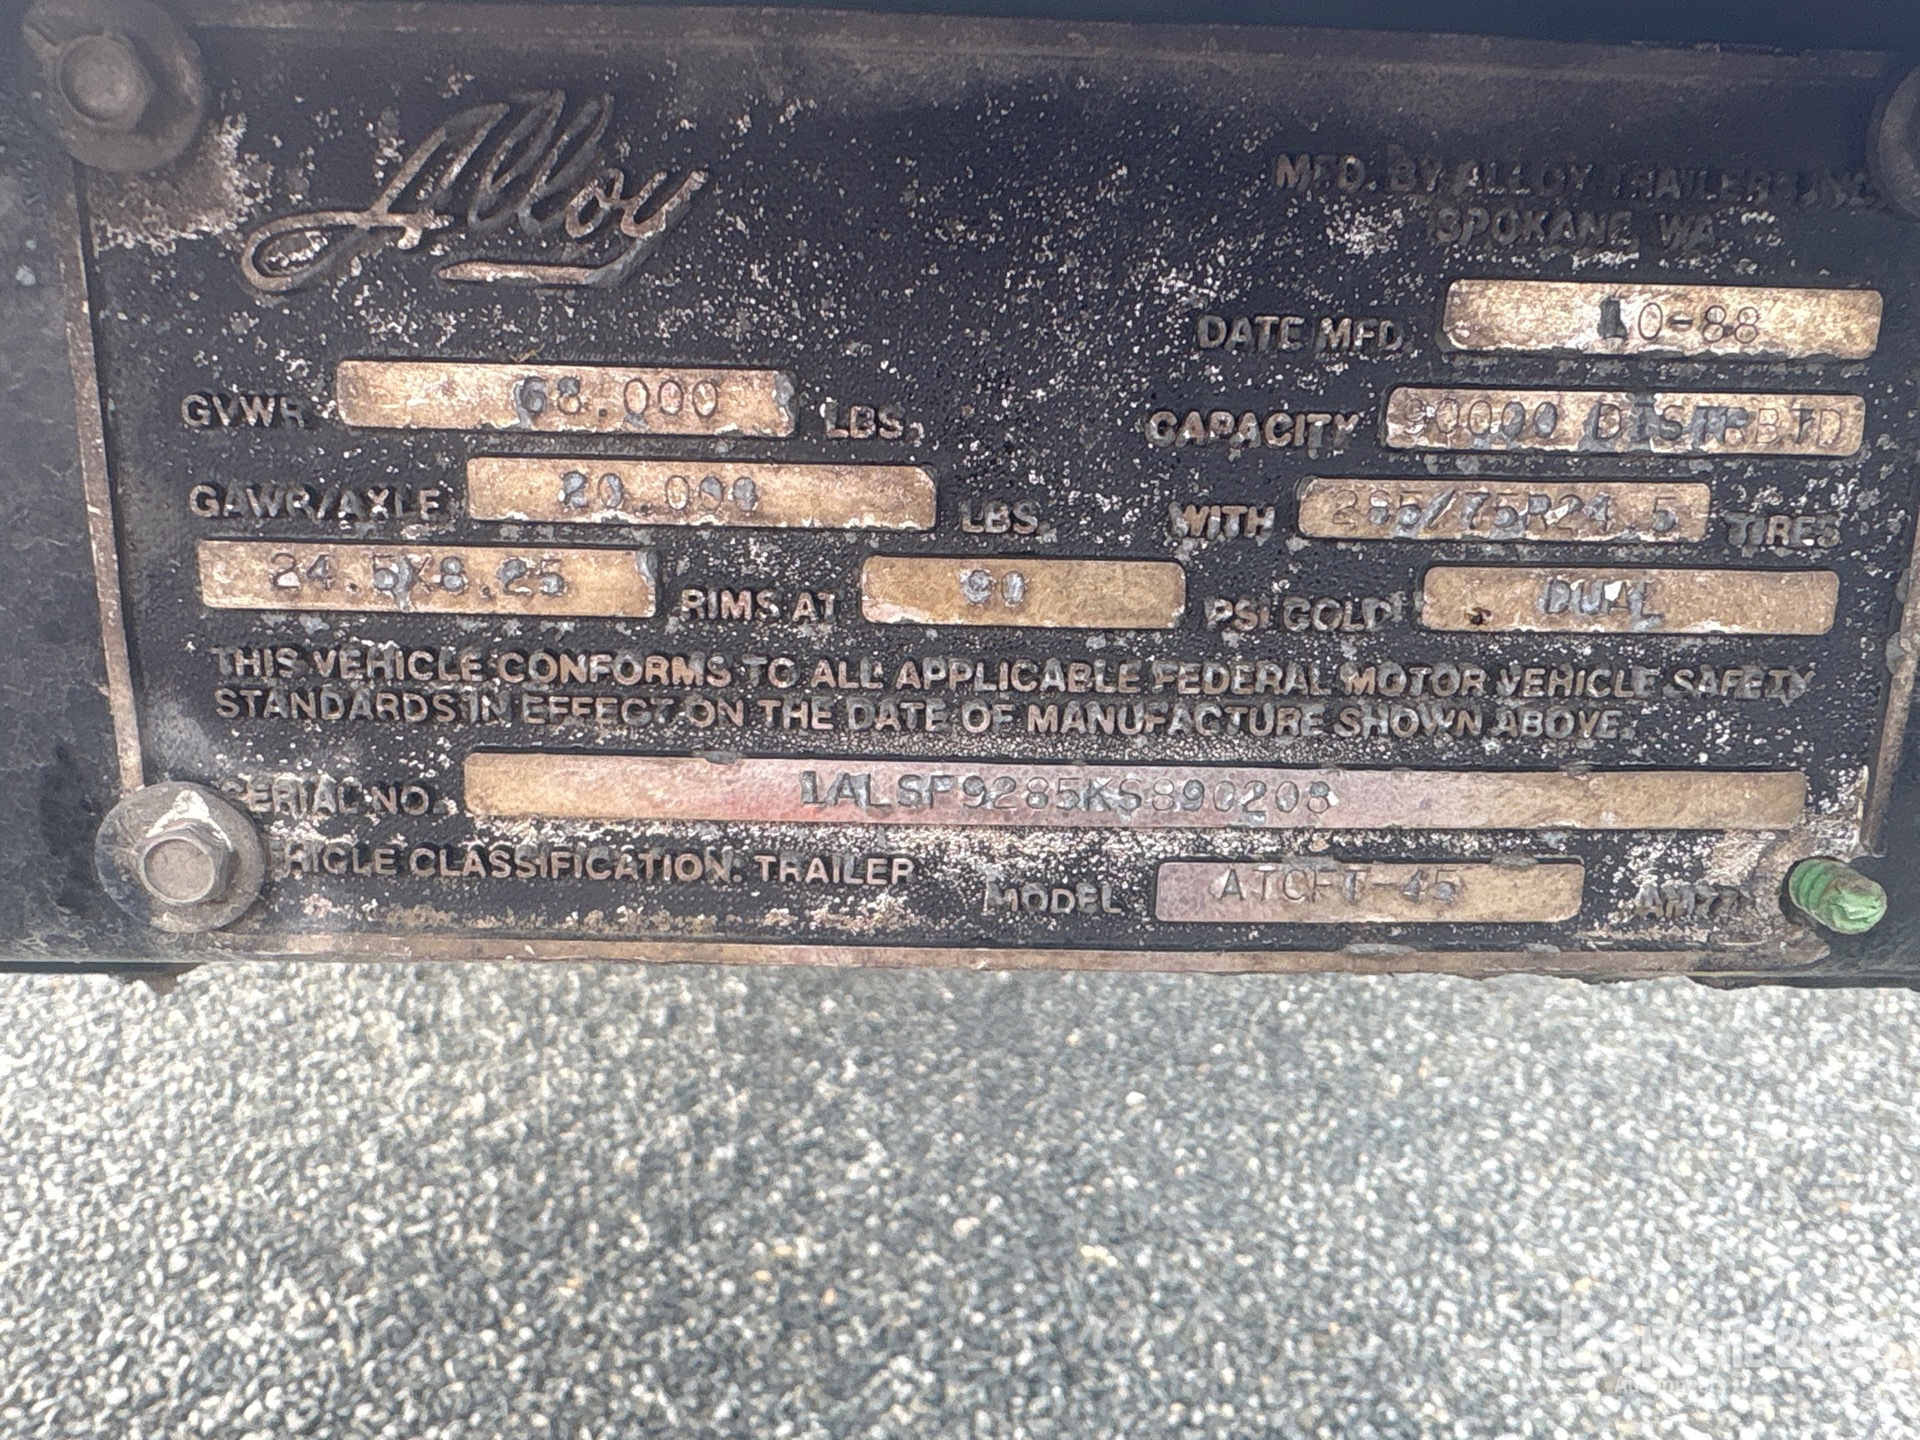 Alloy
MFD. BY ALLOY TRAILERS INC.
SPOKANE, WA
DATE MFD. 10-88
GVWR 68.000 LBS.
CAPACITY 90000 DISTRBTD
GAWR/AXLE 20.000 LBS.
WITH 285/75R24.5 TIRES
24.5X8.25 RIMS AT 90 PSI COLD DUAL
THIS VEHICLE CONFORMS TO ALL APPLICABLE FEDERAL MOTOR VEHICLE SAFETY
STANDARDS IN EFFECT ON THE DATE OF MANUFACTURE SHOWN ABOVE.
SERIAL NO. 1ALSF9285KS890208
VEHICLE CLASSIFICATION. TRAILER
MODEL ATCFT-45
RITCHIE BROS
Auctioneers